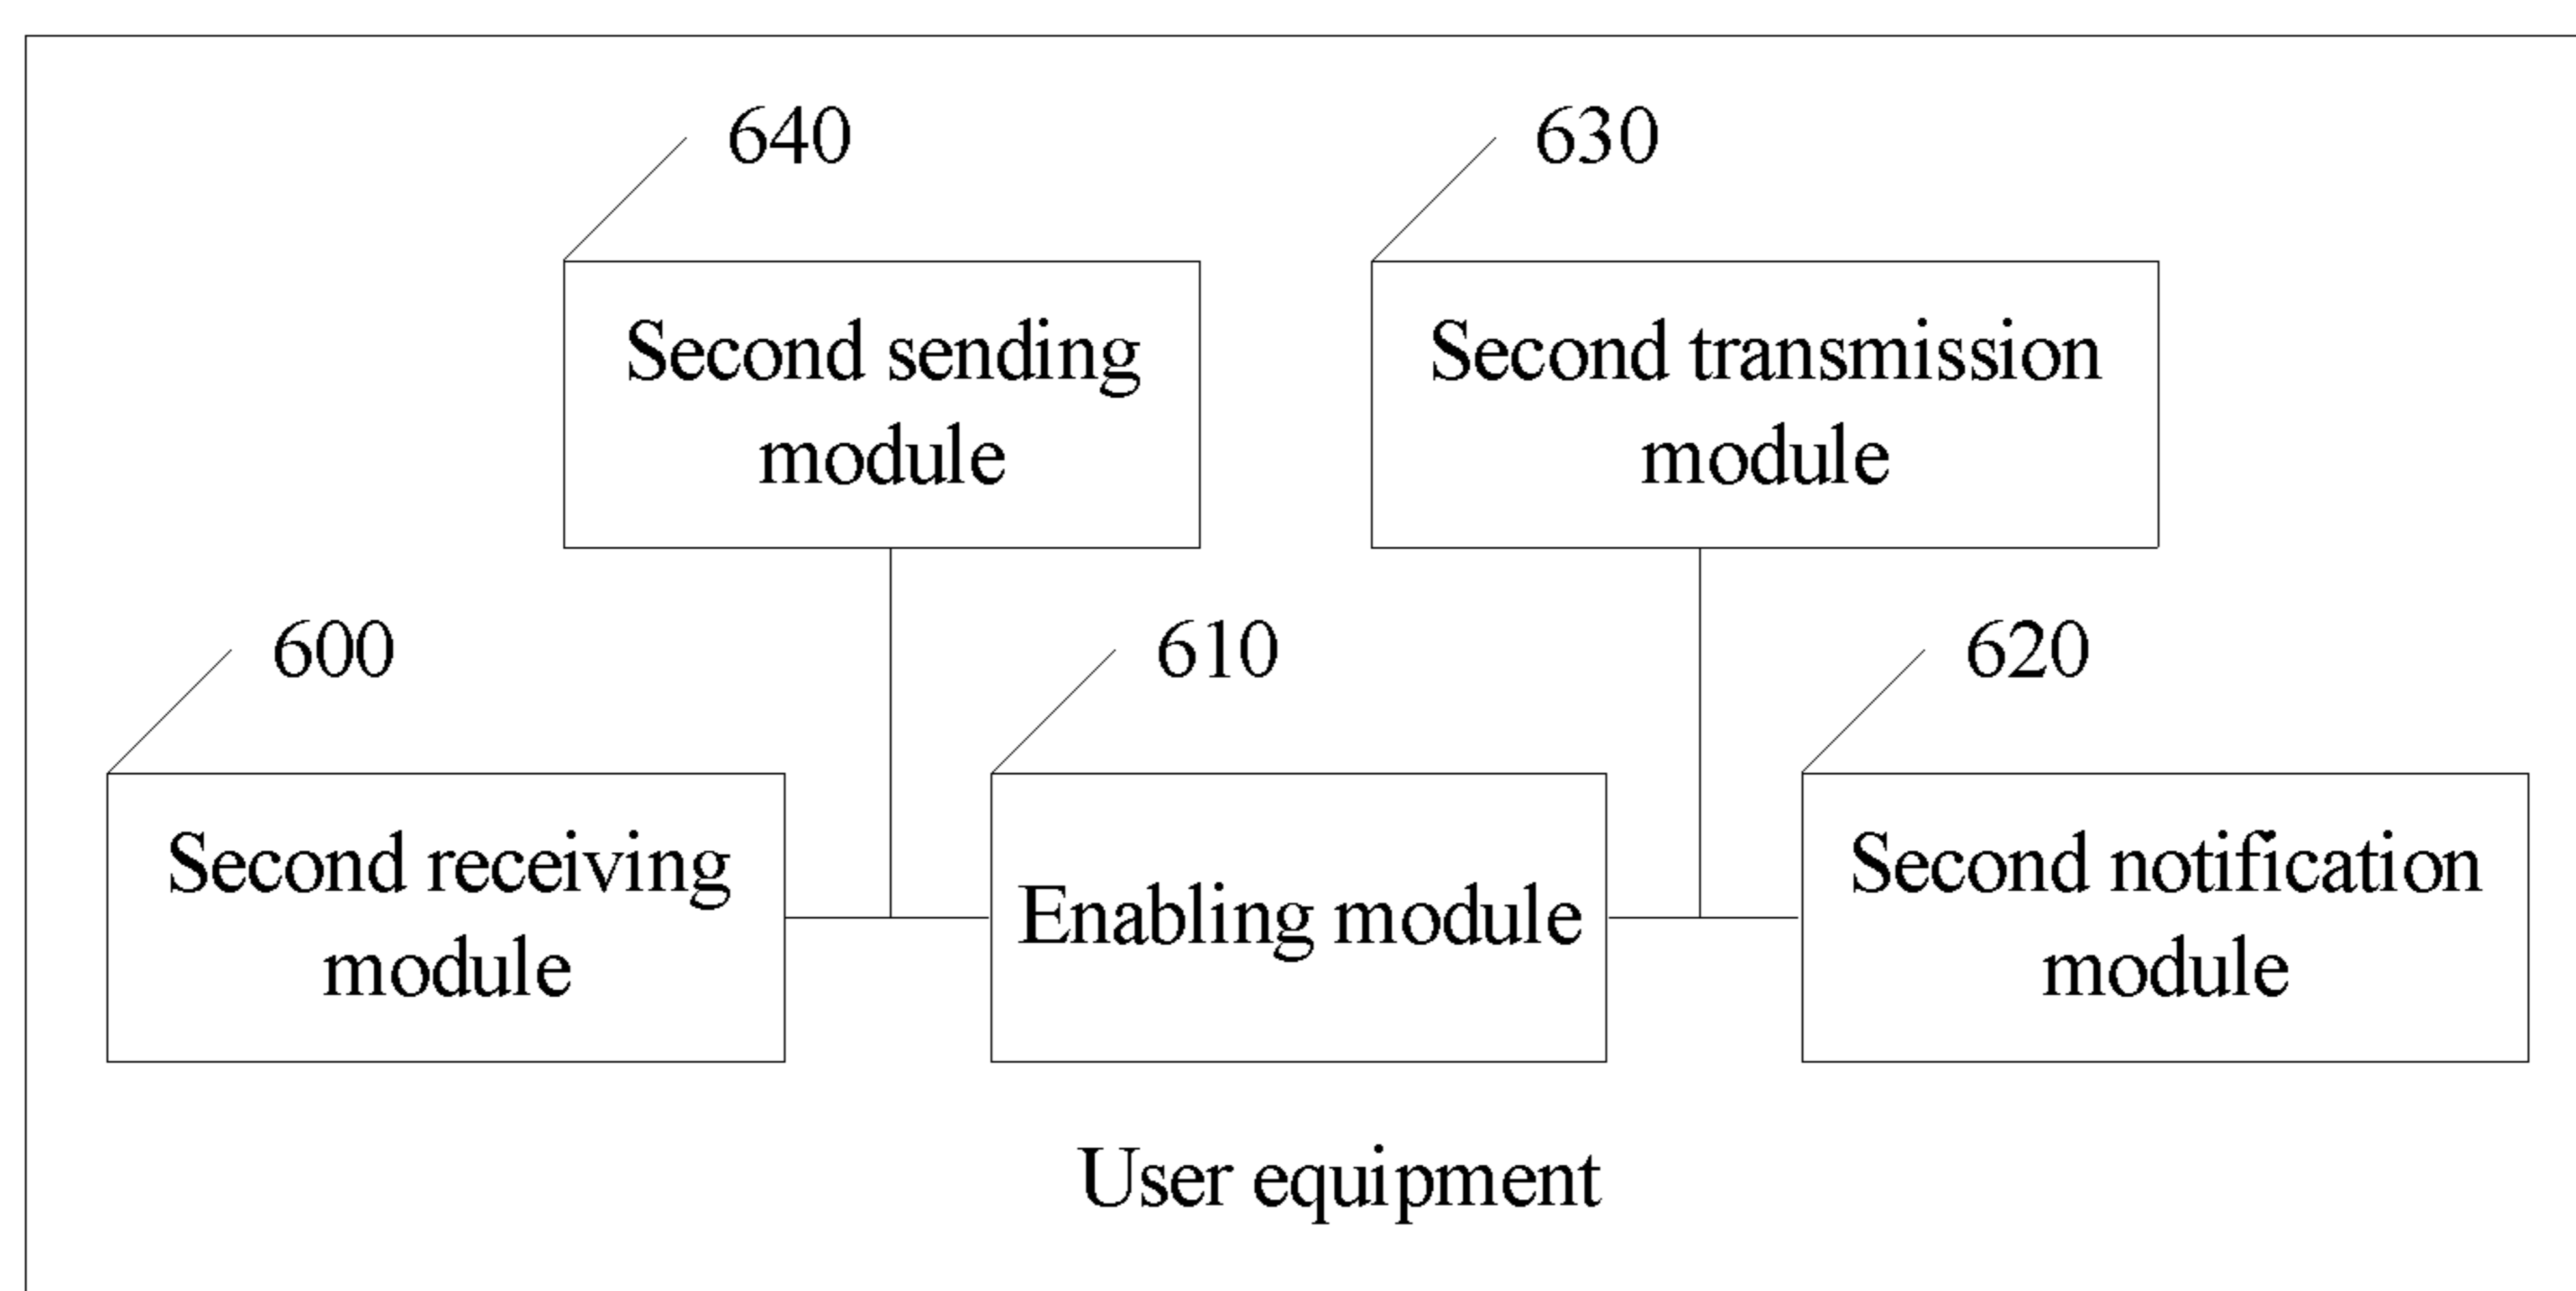 640
630
Second sending
module
Second transmission
module
600
610
620
Second receiving
module
Enabling module
Second notification
module
User equipment